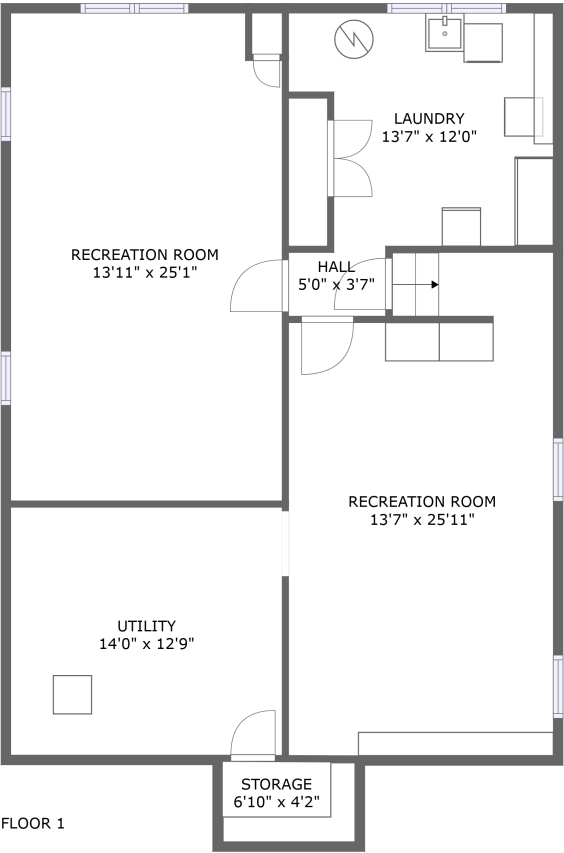 LAUNDRY
13'7" x 12'0"
RECREATION ROOM
13'11" x 25'1"
HALL
5'0" x 3'7"
RECREATION ROOM
13'7" x 25'11"
UTILITY
14'0" x 12'9"
STORAGE
6'10" x 4'2"
FLOOR 1